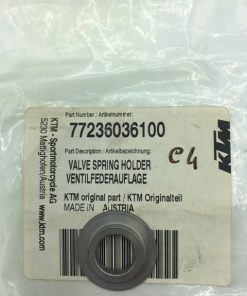 Part Number / Artikelnummer:
77236036100
Part Description / Artikelbezeichnung:
VALVE SPRING HOLDER
VENTILFEDERAUFLAGE
C4
KTM original part / KTM Originalteil
MADE IN AUSTRIA
KTM - Sportmotorcycle AG
5230 Mattighofen/Austria
www.ktm.com
KTM